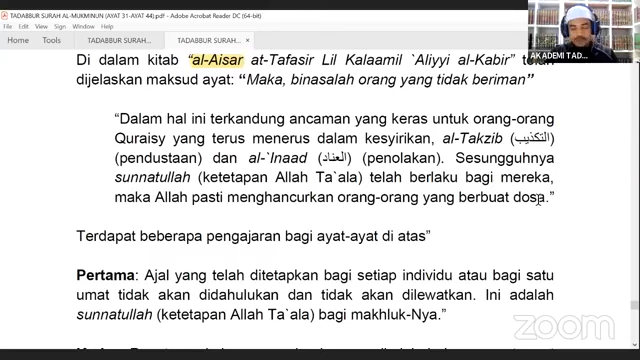 TADABBUR SURAH AL-MUKMINUN (AYAT 31-AYAT 44).pdf - Adobe Acrobat Reader DC (64-bit)
File Edit View Sign Window Help
Home Tools TADABBUR SURAH... TADABBUR SURAH... ×
AKADEMI TAD...
Di dalam kitab “al-Aisar at-Tafasir Lil Kalaamil `Aliyyi al-Kabir” telah
dijelaskan maksud ayat: “Maka, binasalah orang yang tidak beriman”
“Dalam hal ini terkandung ancaman yang keras untuk orang-orang
Quraisy yang terus menerus dalam kesyirikan, al-Takzib (التكذيب)
(pendustaan) dan al-`Inaad (العناد) (penolakan). Sesungguhnya
sunnatullah (ketetapan Allah Ta`ala) telah berlaku bagi mereka,
maka Allah pasti menghancurkan orang-orang yang berbuat dosa.”
Terdapat beberapa pengajaran bagi ayat-ayat di atas”
Pertama: Ajal yang telah ditetapkan bagi setiap individu atau bagi satu
umat tidak akan didahulukan dan tidak akan dilewatkan. Ini adalah
sunnatullah (ketetapan Allah Ta`ala) bagi makhluk-Nya.”
zoom